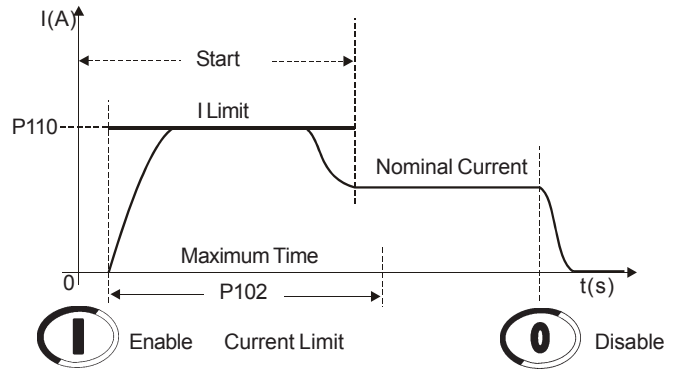 I(A)
Start
I Limit
P110
Nominal Current
Maximum Time
0
t(s)
P102
I Enable Current Limit 0 Disable